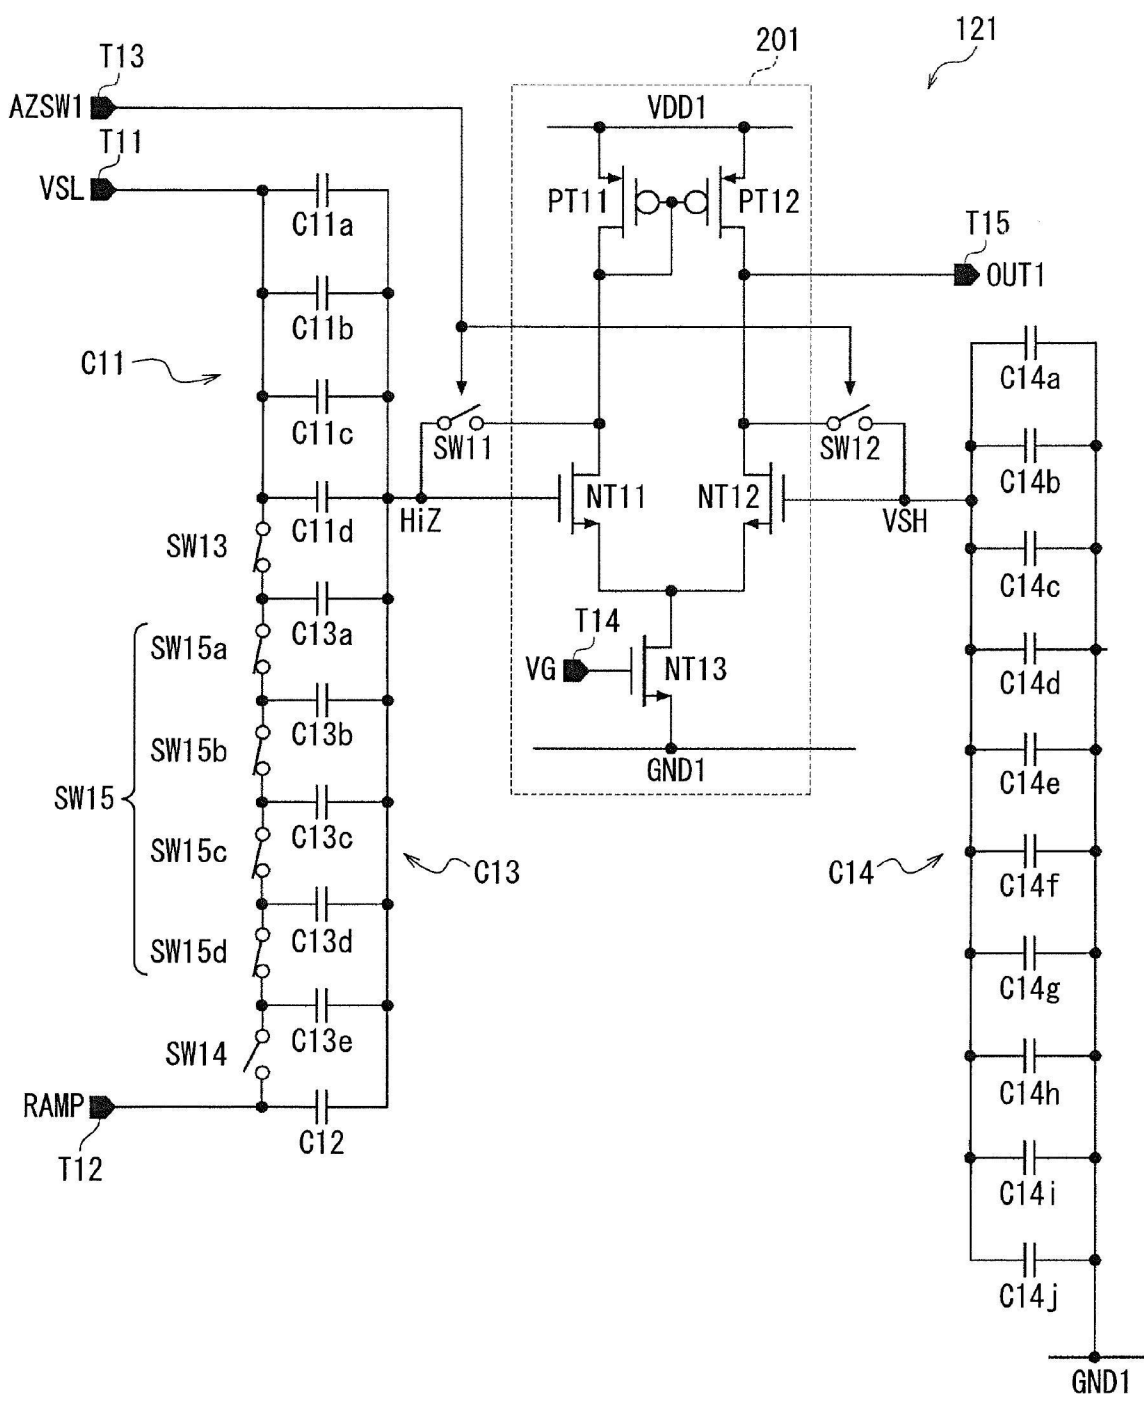 121
201
T13
AZSW1
VDD1
T11
VSL
PT11
PT12
C11a
T15
OUT1
C11b
C11
C14a
C11c
SW11
SW12
C14b
NT11
NT12
HiZ
VSH
C11d
SW13
C14c
C13a
T14
SW15a
VG
NT13
C14d
C13b
SW15b
GND1
C14e
SW15
C13c
SW15c
C13
C14
C14f
C13d
SW15d
C14g
C13e
SW14
C14h
RAMP
C12
T12
C14i
C14j
GND1